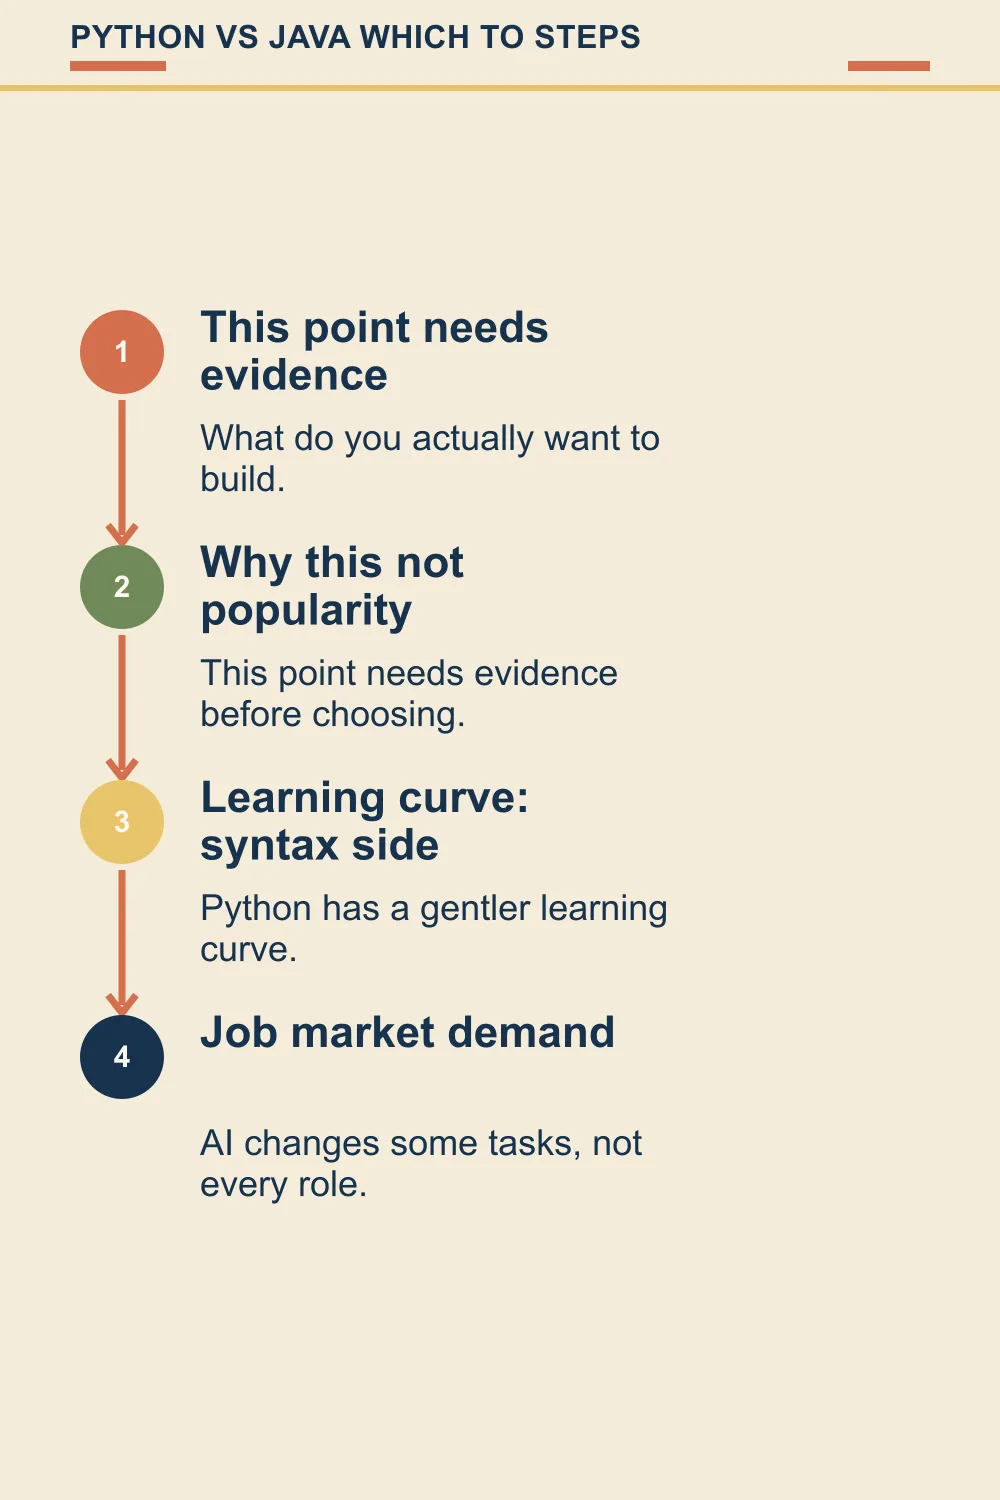 PYTHON VS JAVA WHICH TO STEPS
1
This point needs
evidence
What do you actually want to
build.
2
Why this not
popularity
This point needs evidence
before choosing.
3
Learning curve:
syntax side
Python has a gentler learning
curve.
4
Job market demand
AI changes some tasks, not
every role.